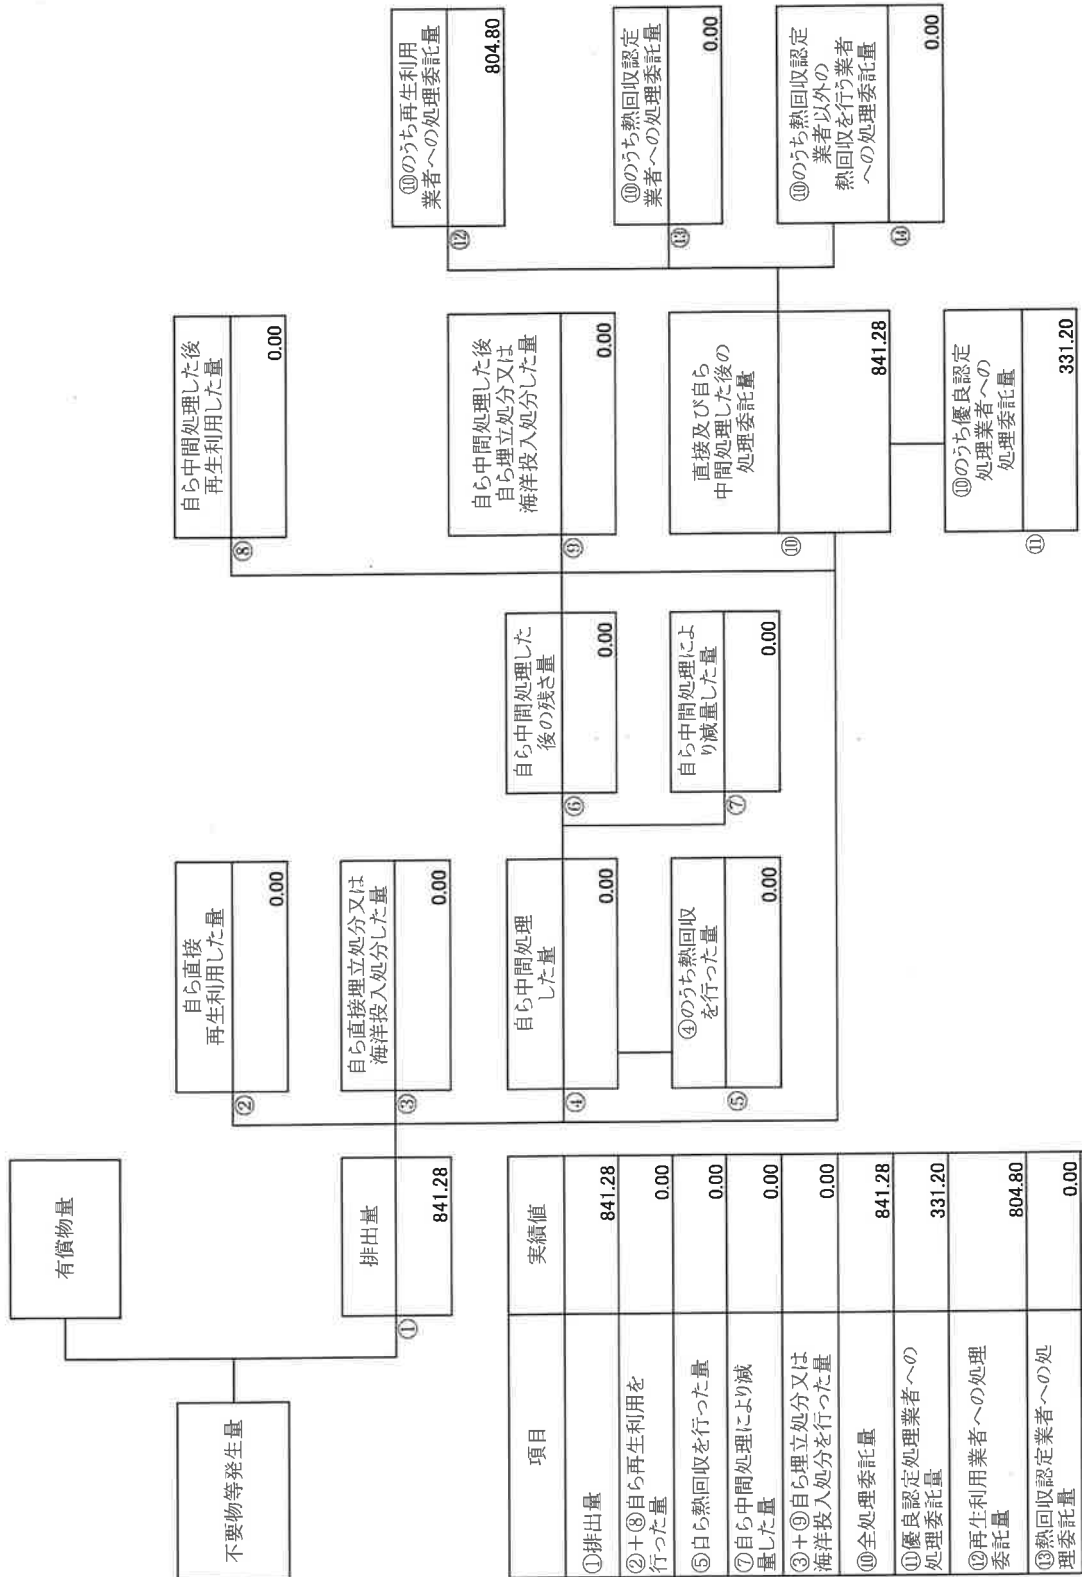 不要物等発生量
有償物量
排出量
①
841.28
自ら直接
再生利用した量
②
0.00
自ら直接埋立処分又は
海洋投入処分した量
③
0.00
自ら中間処理
した量
④
0.00
④のうち熱回収
を行った量
⑤
0.00
自ら中間処理した
後の残さ量
⑥
0.00
自ら中間処理によ
り減量した量
⑦
0.00
自ら中間処理した後
再生利用した量
⑧
0.00
自ら中間処理した後
自ら埋立処分又は
海洋投入処分した量
⑨
0.00
直接及び自ら
中間処理した後の
処理委託量
⑩
841.28
⑩のうち優良認定
処理業者への
処理委託量
⑪
331.20
⑩のうち再生利用
業者への処理委託量
⑫
804.80
⑩のうち熱回収認定
業者への処理委託量
⑬
0.00
⑩のうち熱回収認定
業者以外の
熱回収を行う業者
への処理委託量
⑭
0.00
項目 実績値
①排出量 841.28
②+⑧自ら再生利用を
行った量 0.00
⑤自ら熱回収を行った量 0.00
⑦自ら中間処理により減
量した量 0.00
③+⑨自ら埋立処分又は
海洋投入処分を行った量 0.00
⑩全処理委託量 841.28
⑪優良認定処理業者への
処理委託量 331.20
⑫再生利用業者への処理
委託量 804.80
⑬熱回収認定業者への処
理委託量 0.00